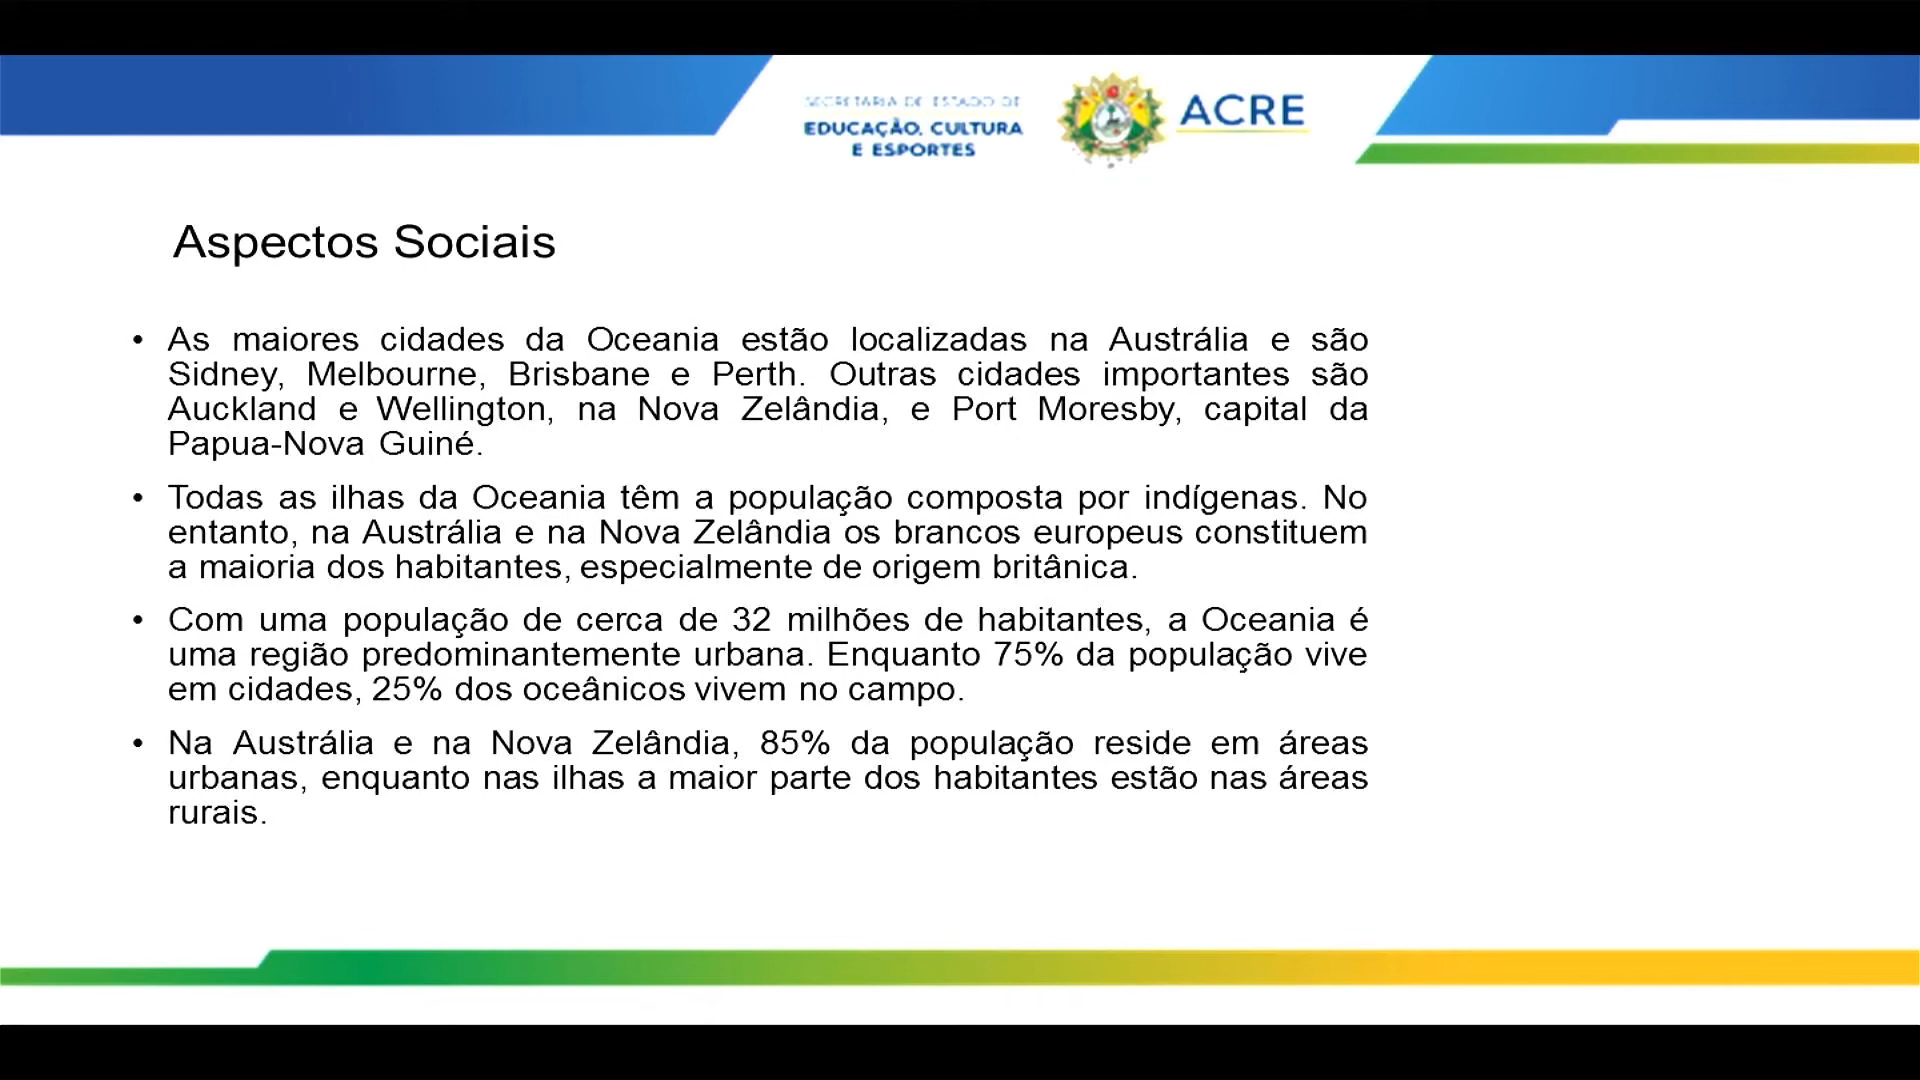 SECRETARIA DE ESTADO DE
EDUCAÇÃO, CULTURA
E ESPORTES
ACRE
Aspectos Sociais
• As maiores cidades da Oceania estão localizadas na Austrália e são
Sidney, Melbourne, Brisbane e Perth. Outras cidades importantes são
Auckland e Wellington, na Nova Zelândia, e Port Moresby, capital da
Papua-Nova Guiné.
• Todas as ilhas da Oceania têm a população composta por indígenas. No
entanto, na Austrália e na Nova Zelândia os brancos europeus constituem
a maioria dos habitantes, especialmente de origem britânica.
• Com uma população de cerca de 32 milhões de habitantes, a Oceania é
uma região predominantemente urbana. Enquanto 75% da população vive
em cidades, 25% dos oceânicos vivem no campo.
• Na Austrália e na Nova Zelândia, 85% da população reside em áreas
urbanas, enquanto nas ilhas a maior parte dos habitantes estão nas áreas
rurais.